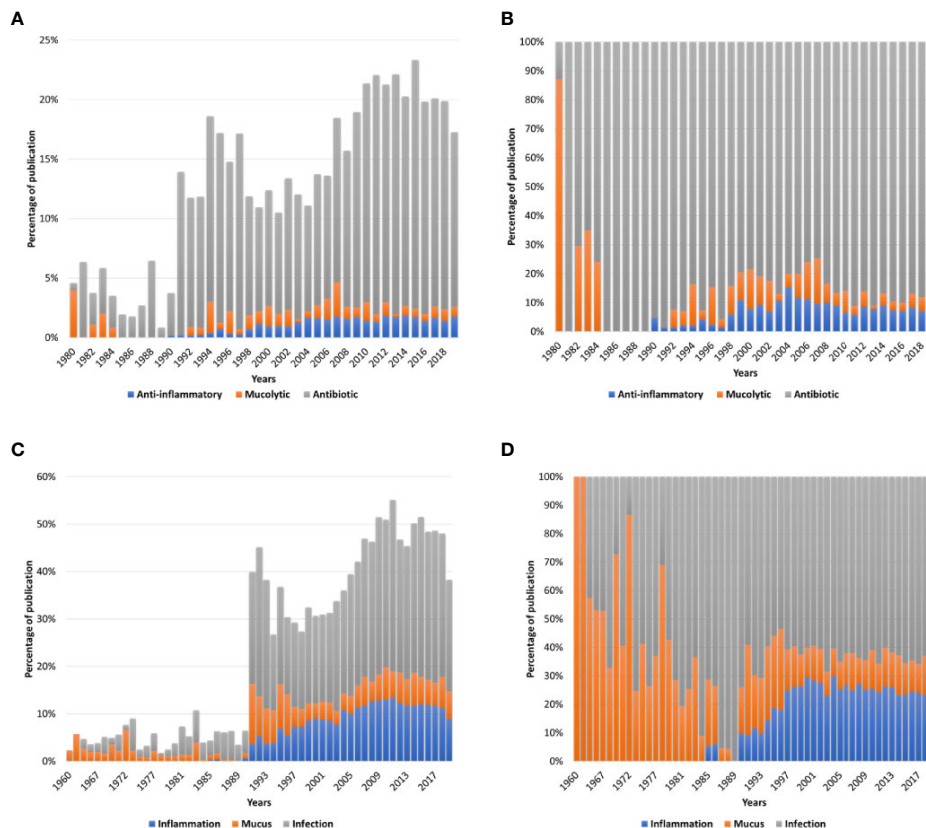 A
25%
20%
15%
10%
5%
0%
Percentage of publication
1980 1982 1984 1986 1988 1990 1992 1994 1996 1998 2000 2002 2004 2006 2008 2010 2012 2014 2016 2018
Years
Anti-inflammatory Mucolytic Antibiotic
B
100%
90%
80%
70%
60%
50%
40%
30%
20%
10%
0%
Percentage of publication
1980 1982 1984 1986 1988 1990 1992 1994 1996 1998 2000 2002 2004 2006 2008 2010 2012 2014 2016 2018
Years
Anti-inflammatory Mucolytic Antibiotic
C
60%
50%
40%
30%
20%
10%
0%
Percentage of publication
1960 1967 1972 1977 1981 1985 1989 1993 1997 2001 2005 2009 2013 2017
Years
Inflammation Mucus Infection
D
100%
90%
80%
70%
60%
50%
40%
30%
20%
10%
0%
Percentage of publication
1960 1967 1972 1977 1981 1985 1989 1993 1997 2001 2005 2009 2013 2017
Years
Inflammation Mucus Infection